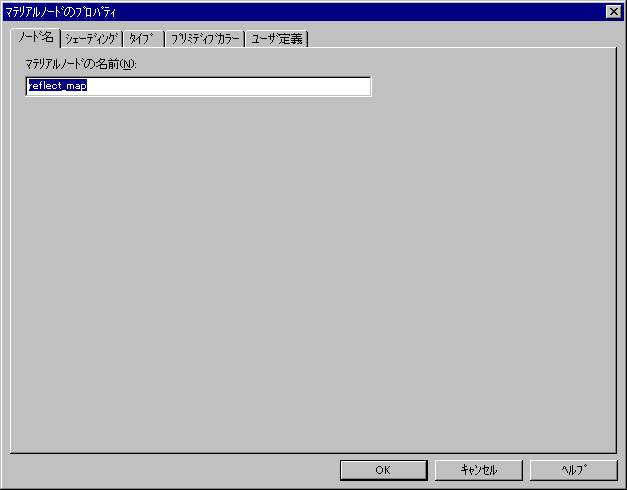 ﾏﾃﾘｱﾙﾉｰﾄﾞのﾌﾟﾛﾊﾟﾃｨ
ノード名 ｼｪｰﾃﾞｨﾝｸﾞ ﾀｲﾌﾟ ﾌﾟﾘﾐﾃｨﾌﾞｶﾗｰ ﾕｰｻﾞ定義
ﾏﾃﾘｱﾙﾉｰﾄﾞの名前(N):
reflect_map
OK ｷｬﾝｾﾙ ﾍﾙﾌﾟ